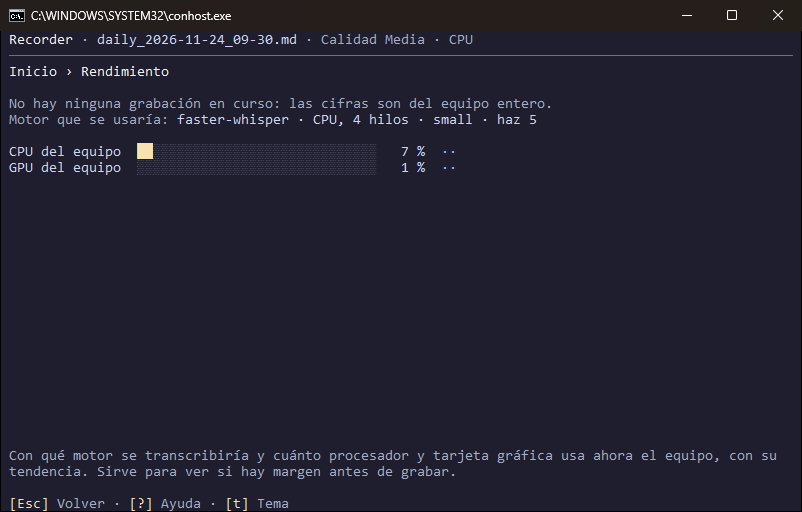 C:\WINDOWS\SYSTEM32\conhost.exe
Recorder · daily_2026-11-24_09-30.md · Calidad Media · CPU
Inicio › Rendimiento
No hay ninguna grabación en curso: las cifras son del equipo entero.
Motor que se usaría: faster-whisper · CPU, 4 hilos · small · haz 5
CPU del equipo 7 % ··
GPU del equipo 1 % ··
Con qué motor se transcribiría y cuánto procesador y tarjeta gráfica usa ahora el equipo, con su
tendencia. Sirve para ver si hay margen antes de grabar.
[Esc] Volver · [?] Ayuda · [t] Tema